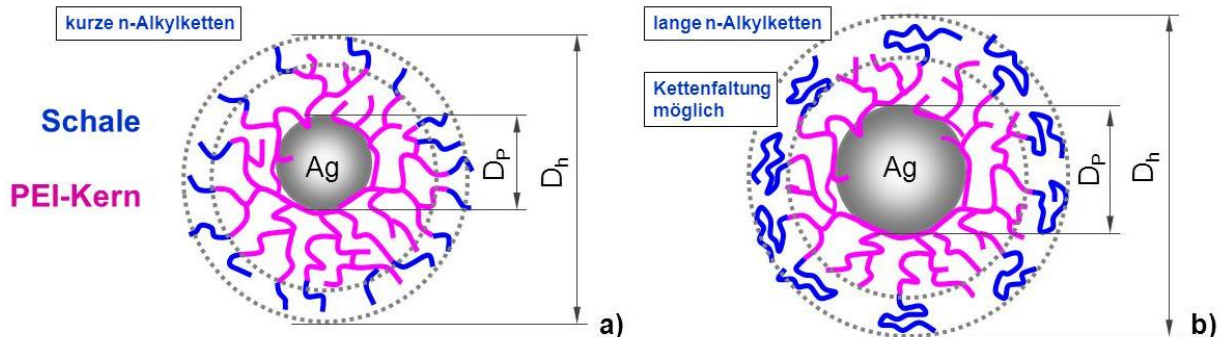 kurze n-Alkylketten
Schale
PEI-Kern
Ag
D_P
D_h
a)
lange n-Alkylketten
Kettenfaltung
möglich
Ag
D_P
D_h
b)